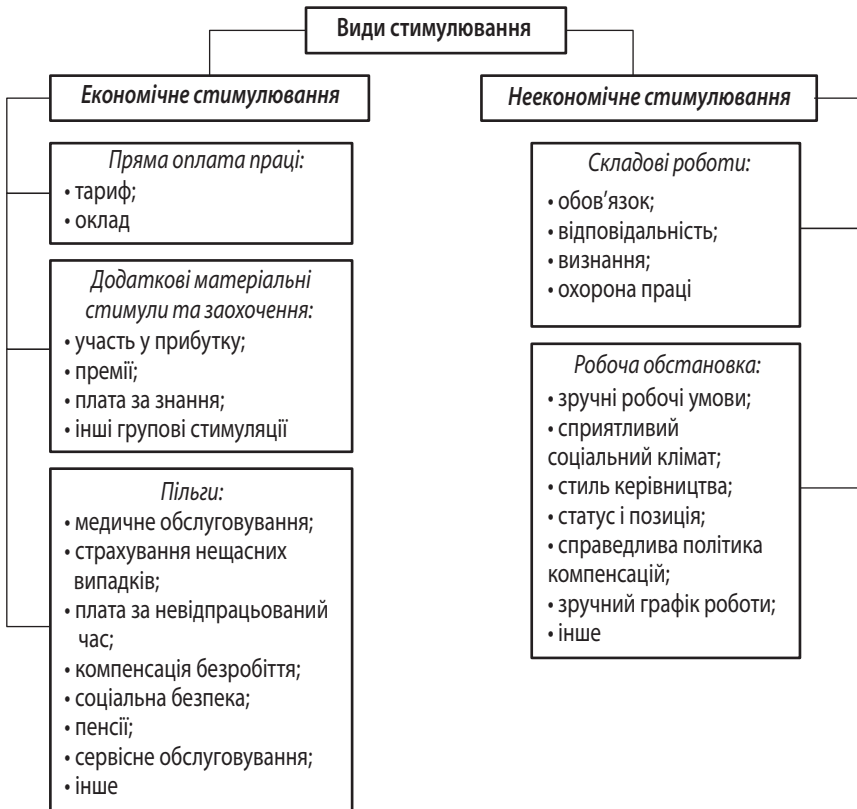 Види стимулювання
Економічне стимулювання
Пряма оплата праці:
• тариф;
• оклад
Додаткові матеріальні
стимули та заохочення:
• участь у прибутку;
• премії;
• плата за знання;
• інші групові стимуляції
Пільги:
• медичне обслуговування;
• страхування нещасних
випадків;
• плата за невідпрацьований
час;
• компенсація безробіття;
• соціальна безпека;
• пенсії;
• сервісне обслуговування;
• інше
Неекономічне стимулювання
Складові роботи:
• обов’язок;
• відповідальність;
• визнання;
• охорона праці
Робоча обстановка:
• зручні робочі умови;
• сприятливий
соціальний клімат;
• стиль керівництва;
• статус і позиція;
• справедлива політика
компенсацій;
• зручний графік роботи;
• інше